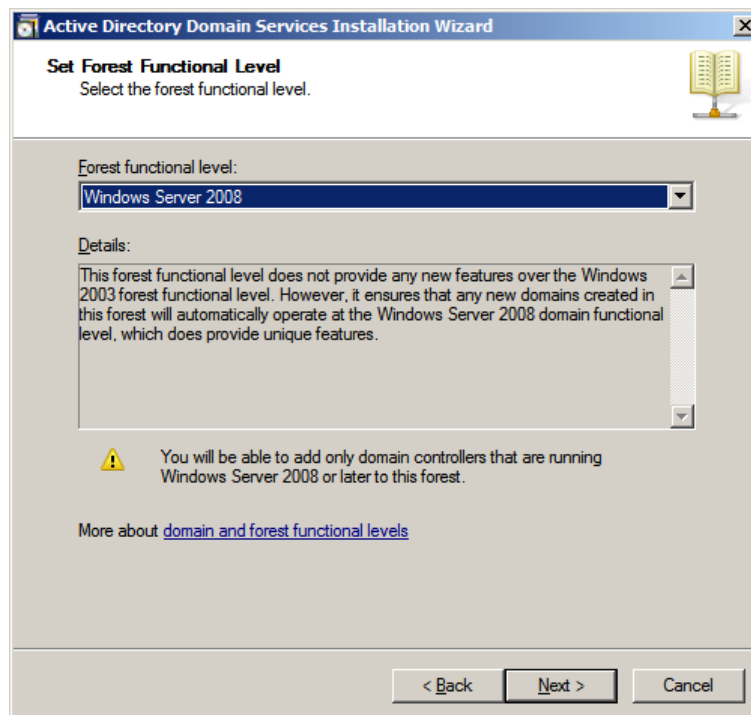 Active Directory Domain Services Installation Wizard
Set Forest Functional Level
Select the forest functional level.
Forest functional level:
Windows Server 2008
Details:
This forest functional level does not provide any new features over the Windows
2003 forest functional level. However, it ensures that any new domains created in
this forest will automatically operate at the Windows Server 2008 domain functional
level, which does provide unique features.
You will be able to add only domain controllers that are running
Windows Server 2008 or later to this forest.
More about domain and forest functional levels
< Back
Next >
Cancel